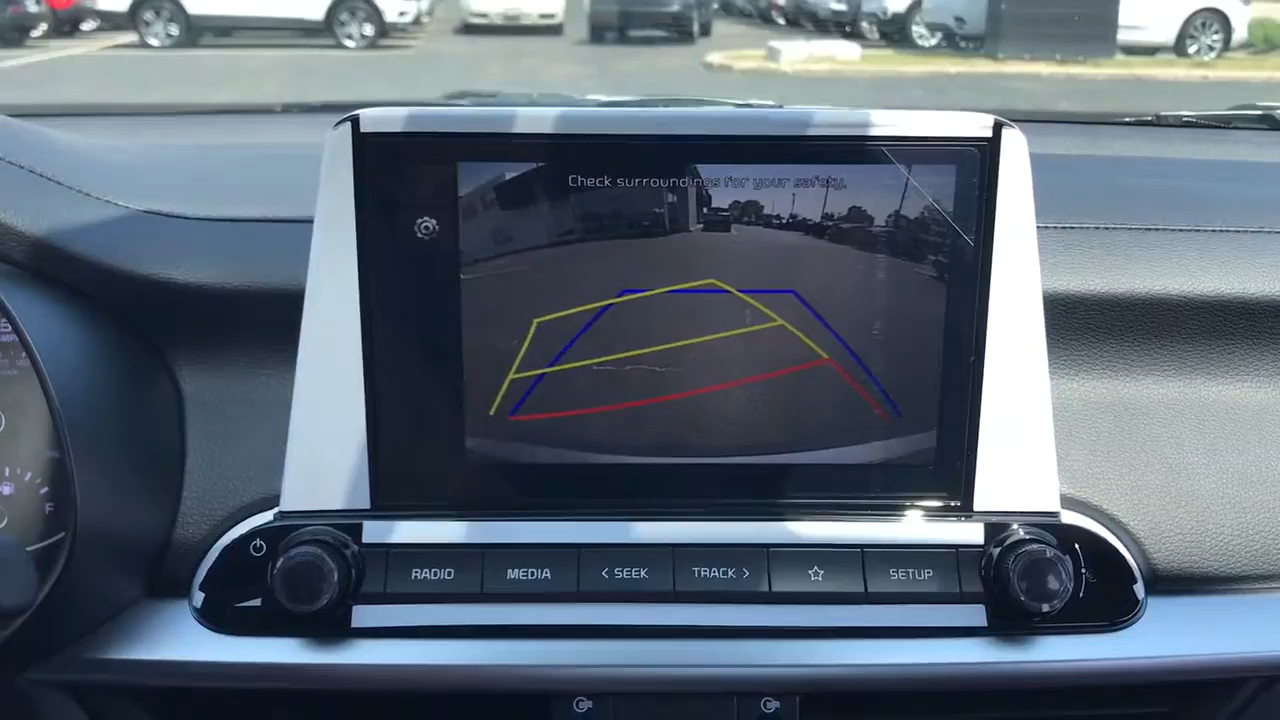 Check surroundings for your safety.
RADIO
MEDIA
< SEEK
TRACK >
SETUP
F